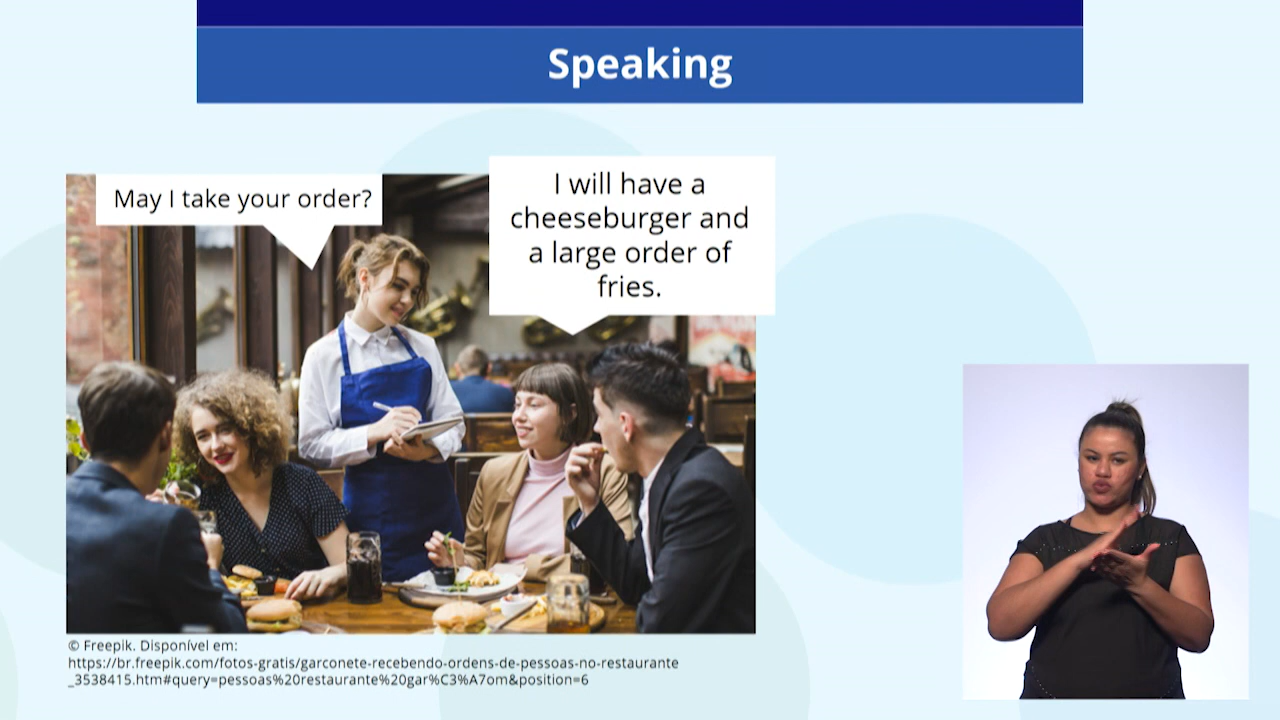 Speaking
May I take your order?
I will have a
cheeseburger and
a large order of
fries.
© Freepik. Disponível em:
https://br.freepik.com/fotos-gratis/garconete-recebendo-ordens-de-pessoas-no-restaurante
_3538415.htm#query=pessoas%20restaurante%20gar%C3%A7om&position=6